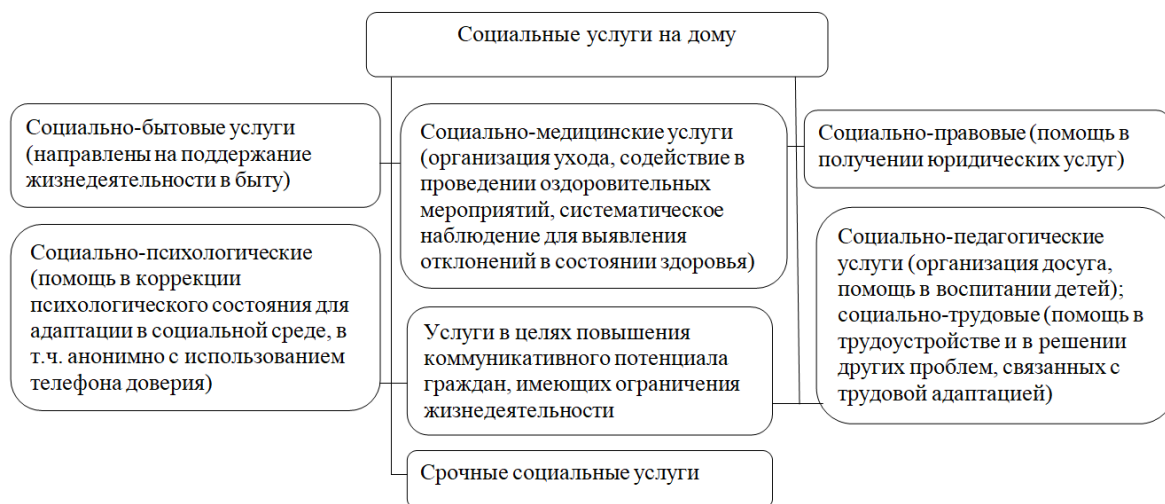 Социальные услуги на дому
Социально-бытовые услуги
(направлены на поддержание
жизнедеятельности в быту)
Социально-медицинские услуги
(организация ухода, содействие в
проведении оздоровительных
мероприятий, систематическое
наблюдение для выявления
отклонений в состоянии здоровья)
Социально-правовые (помощь в
получении юридических услуг)
Социально-психологические
(помощь в коррекции
психологического состояния для
адаптации в социальной среде, в
т.ч. анонимно с использованием
телефона доверия)
Услуги в целях повышения
коммуникативного потенциала
граждан, имеющих ограничения
жизнедеятельности
Социально-педагогические
услуги (организация досуга,
помощь в воспитании детей);
социально-трудовые (помощь в
трудоустройстве и в решении
других проблем, связанных с
трудовой адаптацией)
Срочные социальные услуги